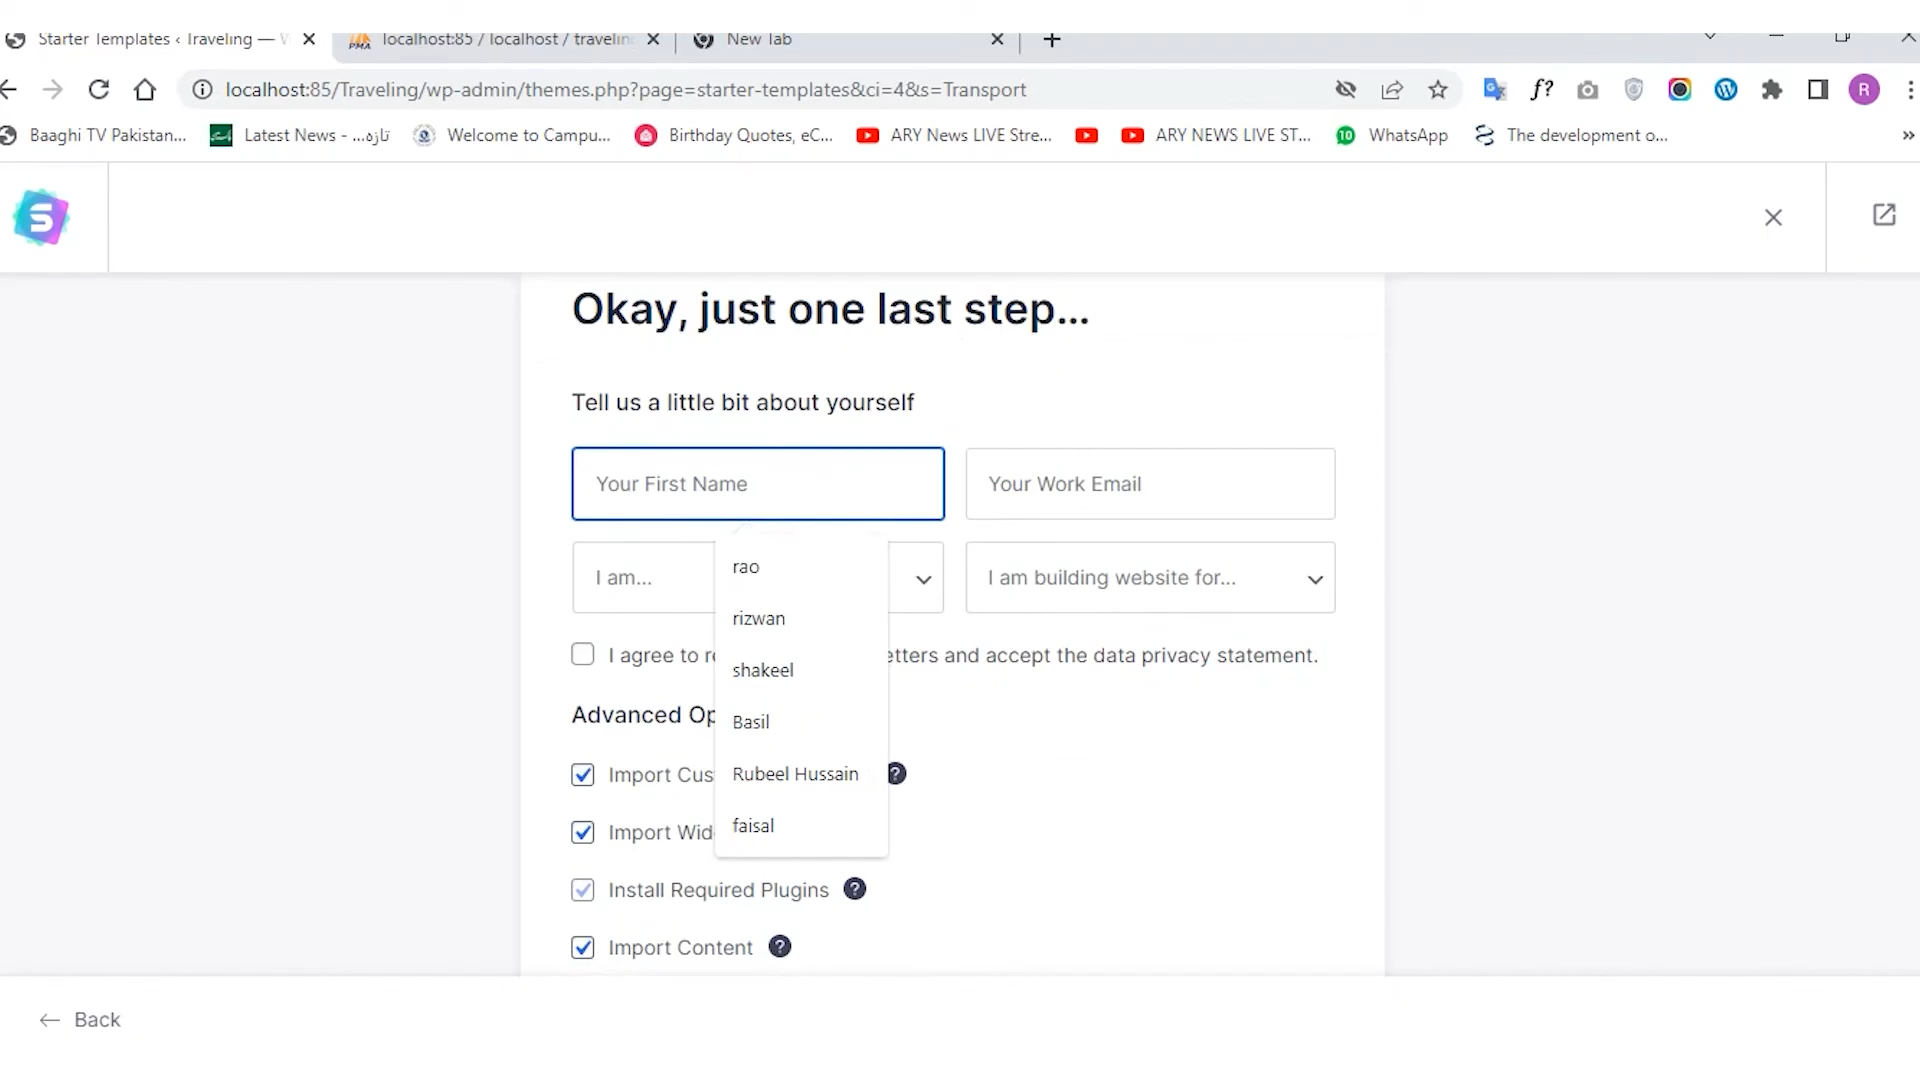 Starter Templates ‹ Traveling —
localhost:85 / localhost / traveling
New Tab
localhost:85/Traveling/wp-admin/themes.php?page=starter-templates&ci=4&s=Transport
f?
R
Baaghi TV Pakistan...
Latest News - ...تازہ
Welcome to Campu...
Birthday Quotes, eC...
ARY News LIVE Stre...
ARY NEWS LIVE ST...
10
WhatsApp
The development o...
»
S
Okay, just one last step...
Tell us a little bit about yourself
Your First Name
Your Work Email
I am...
I am building website for...
rao
rizwan
shakeel
Basil
Rubeel Hussain
faisal
I agree to r
etters and accept the data privacy statement.
Advanced Op
Import Cus
?
Import Wid
Install Required Plugins ?
Import Content ?
← Back